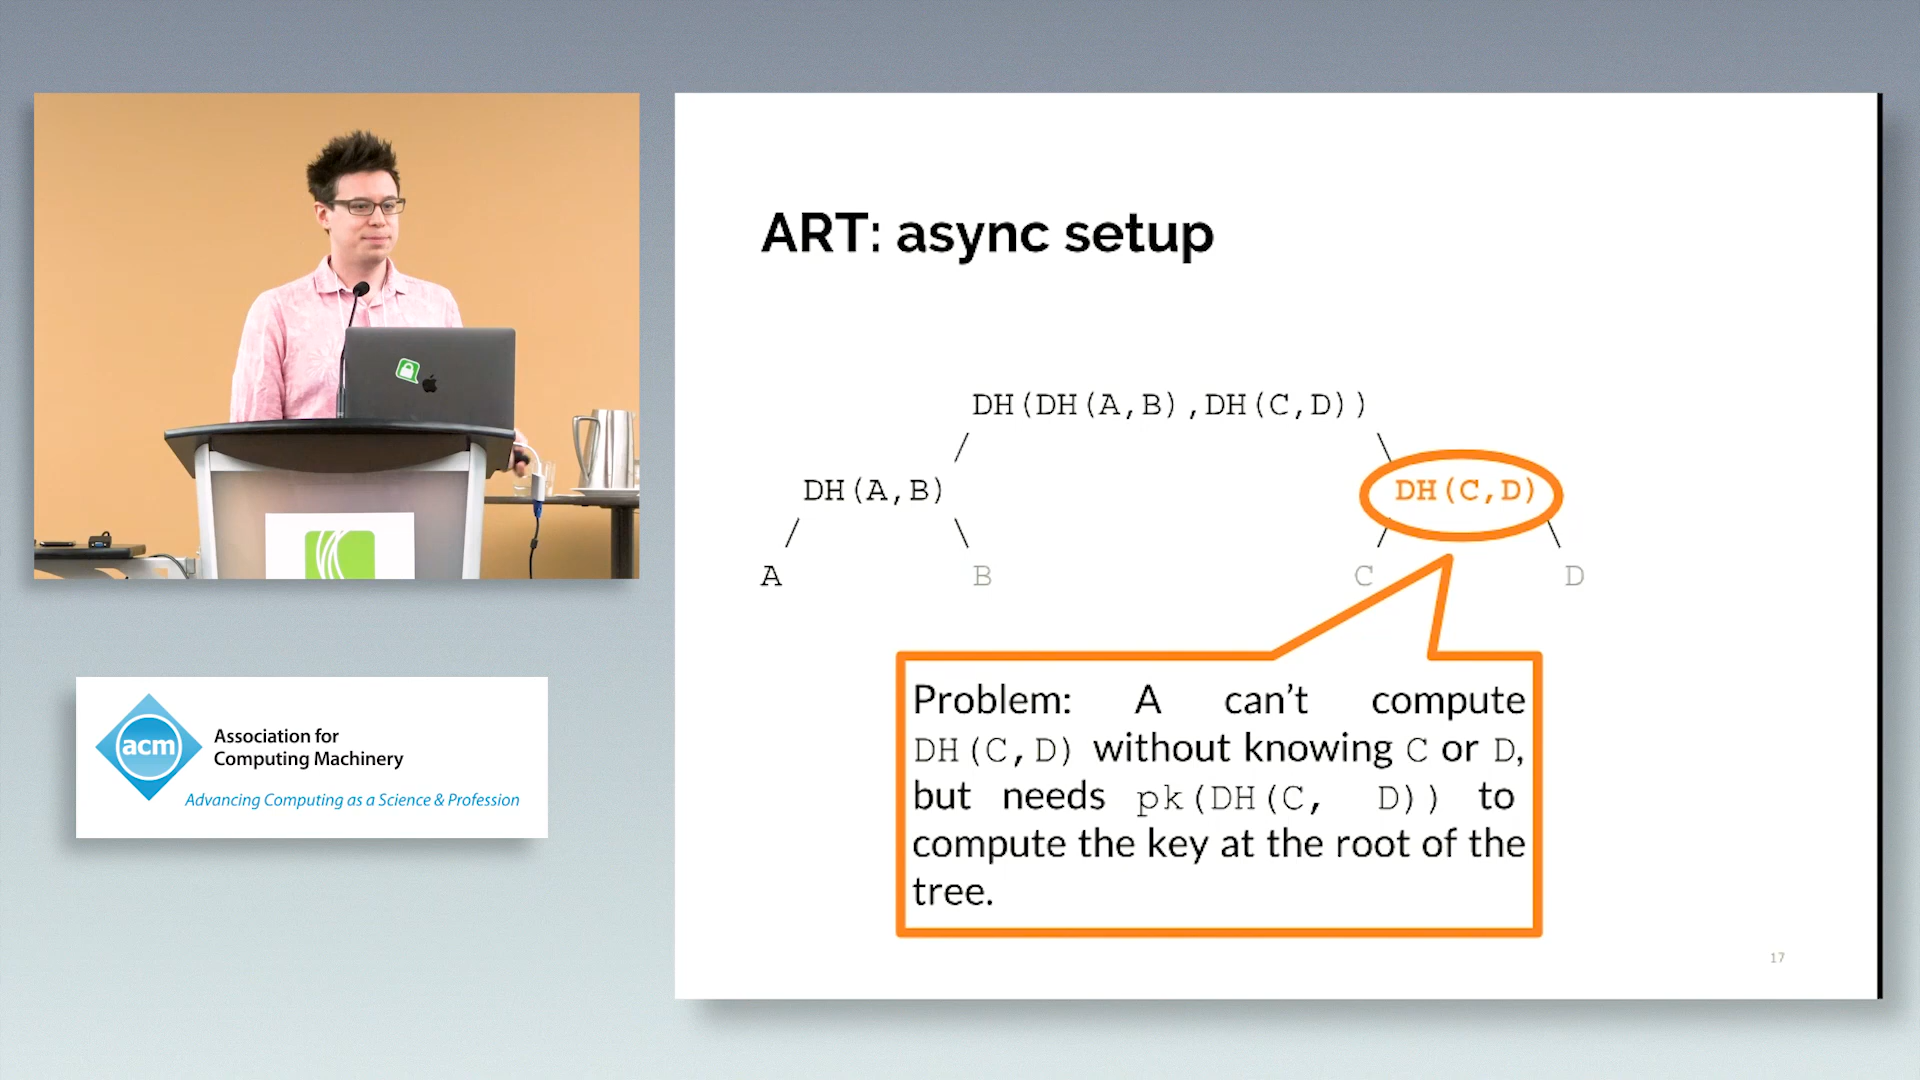 ART: async setup
DH(DH(A,B),DH(C,D))
/ \
DH(A,B) DH(C,D)
/ \ / \
A B C D
Problem: A can’t compute
DH(C,D) without knowing C or D,
but needs pk(DH(C, D)) to
compute the key at the root of the
tree.
17
acm
Association for
Computing Machinery
Advancing Computing as a Science & Profession